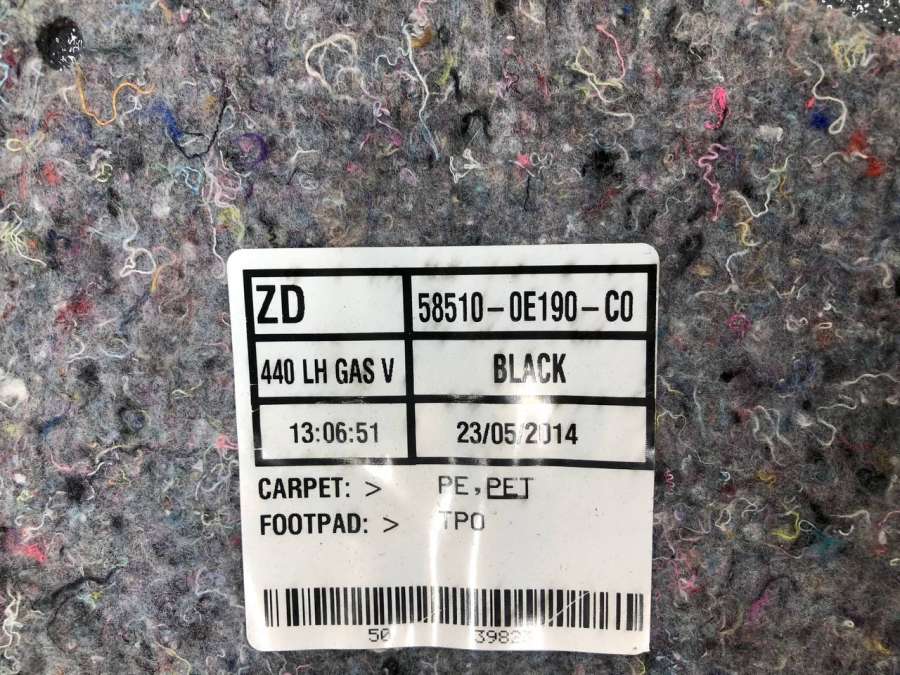 ZD 58510-0E190-C0
440 LH GAS V BLACK
13:06:51 23/05/2014
CARPET: > PE,PET
FOOTPAD: > TPO
50